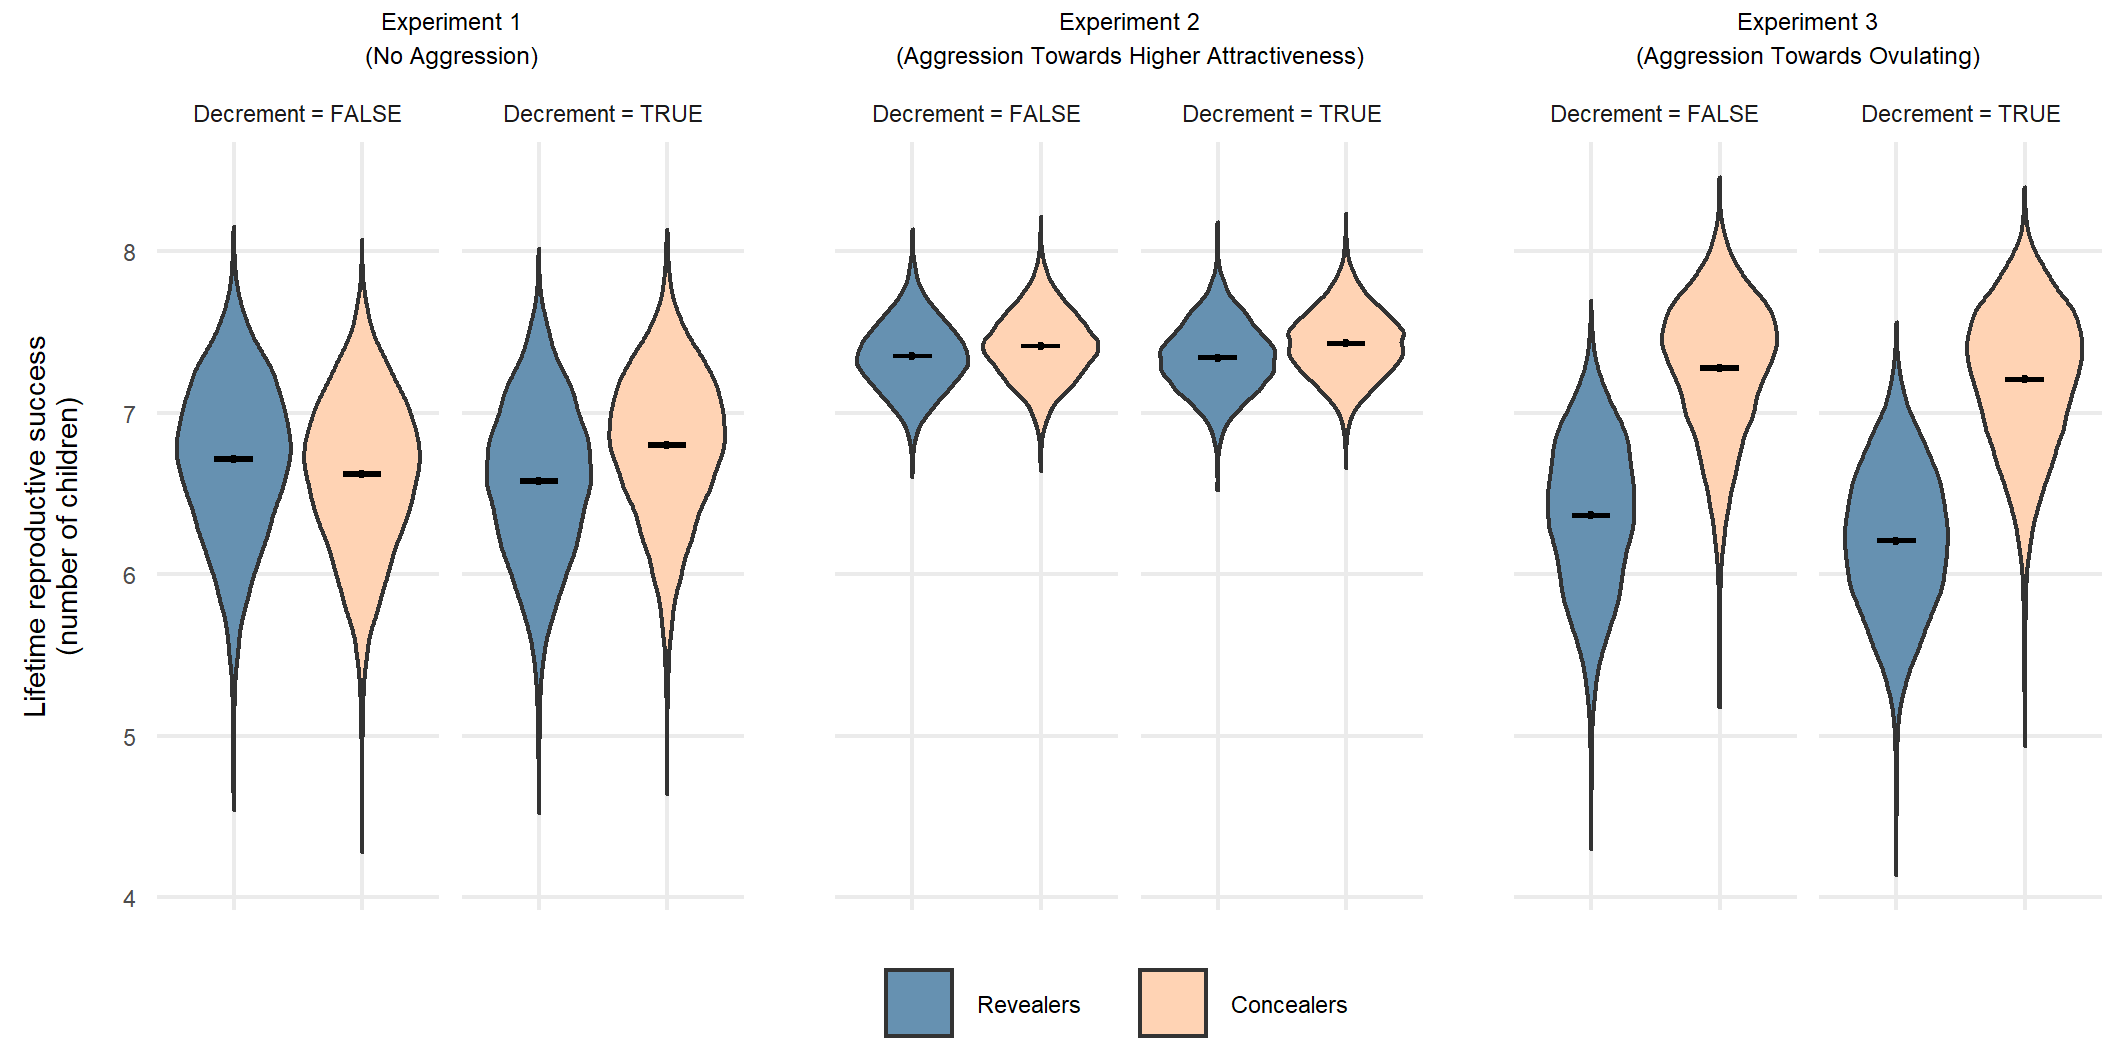 Experiment 1
(No Aggression)
Experiment 2
(Aggression Towards Higher Attractiveness)
Experiment 3
(Aggression Towards Ovulating)
Decrement = FALSE
Decrement = TRUE
Decrement = FALSE
Decrement = TRUE
Decrement = FALSE
Decrement = TRUE
Lifetime reproductive success
(number of children)
8
7
6
5
4
Revealers
Concealers